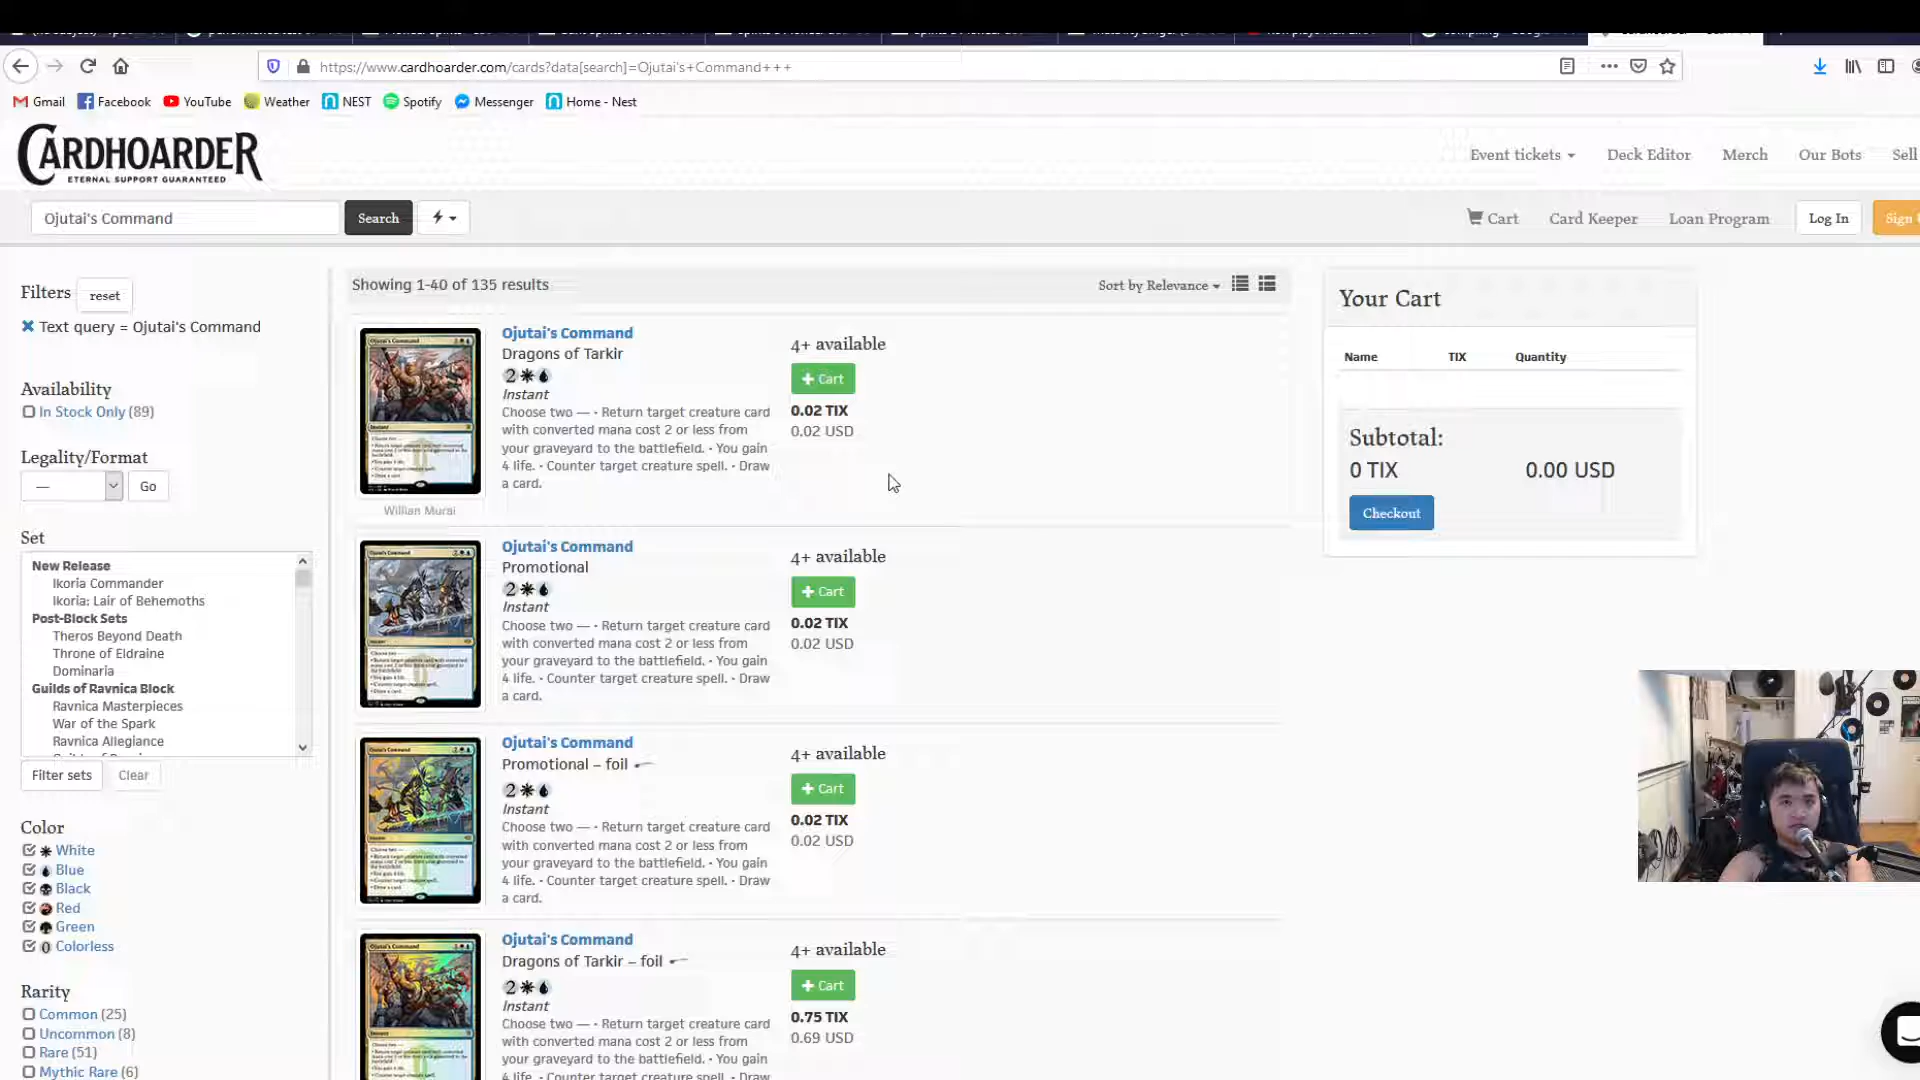 https://www.cardhoarder.com/cards?data[search]=Ojutai's+Command+++
Gmail Facebook YouTube Weather NEST Spotify Messenger Home - Nest
CARDHOARDER
ETERNAL SUPPORT GUARANTEED
Event tickets Deck Editor Merch Our Bots Sell
Ojutai's Command Search
Cart Card Keeper Loan Program Log In Sign
Filters reset
Text query = Ojutai's Command
Availability
In Stock Only (89)
Legality/Format
— Go
Set
New Release
Ikoria Commander
Ikoria: Lair of Behemoths
Post-Block Sets
Theros Beyond Death
Throne of Eldraine
Dominaria
Guilds of Ravnica Block
Ravnica Masterpieces
War of the Spark
Ravnica Allegiance
Filter sets Clear
Color
White
Blue
Black
Red
Green
Colorless
Rarity
Common (25)
Uncommon (8)
Rare (51)
Mythic Rare (6)
Showing 1-40 of 135 results
Sort by Relevance
Ojutai's Command
Dragons of Tarkir
2
Instant
Choose two — • Return target creature card
with converted mana cost 2 or less from
your graveyard to the battlefield. • You gain
4 life. • Counter target creature spell. • Draw
a card.
Willian Murai
4+ available
+ Cart
0.02 TIX
0.02 USD
Ojutai's Command
Promotional
2
Instant
Choose two — • Return target creature card
with converted mana cost 2 or less from
your graveyard to the battlefield. • You gain
4 life. • Counter target creature spell. • Draw
a card.
4+ available
+ Cart
0.02 TIX
0.02 USD
Ojutai's Command
Promotional – foil
2
Instant
Choose two — • Return target creature card
with converted mana cost 2 or less from
your graveyard to the battlefield. • You gain
4 life. • Counter target creature spell. • Draw
a card.
4+ available
+ Cart
0.02 TIX
0.02 USD
Ojutai's Command
Dragons of Tarkir – foil
2
Instant
Choose two — • Return target creature card
with converted mana cost 2 or less from
your graveyard to the battlefield. • You gain
4 life. • Counter target creature spell. • Draw
4+ available
+ Cart
0.75 TIX
0.69 USD
Your Cart
Name TIX Quantity
Subtotal:
0 TIX 0.00 USD
Checkout